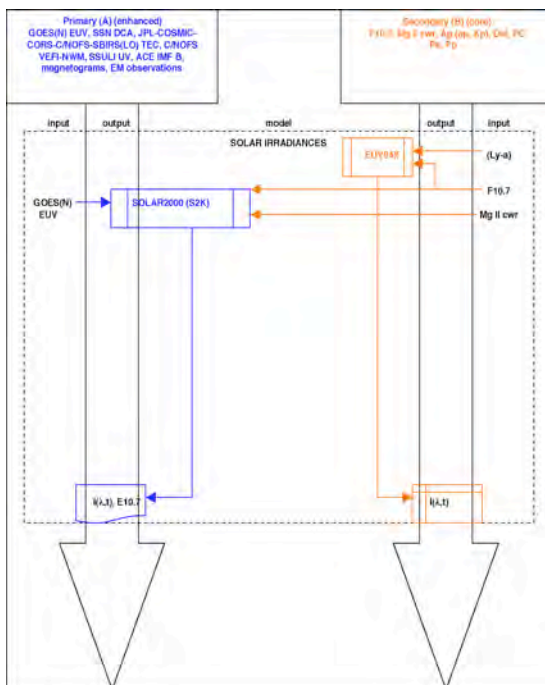 Primary (A) (enhanced)
GOES(N) EUV, SSN DCA, JPL-COSMIC-
CORS-C/NOFS-SBIRS(LO) TEC, C/NOFS
VEFI-NWM, SSULI UV, ACE IMF B,
magnetograms, EM observations
Secondary (B) (core)
F10.7, Mg II cwr, Ap (ap, Kp), Dst, PC
Pe, Pp
input
output
model
output
input
SOLAR IRRADIANCES
(Ly-a)
F10.7
GOES(N)
EUV
SOLAR2000 (S2K)
Mg II cwr
I(λ,t), E10.7
I(λ,t)